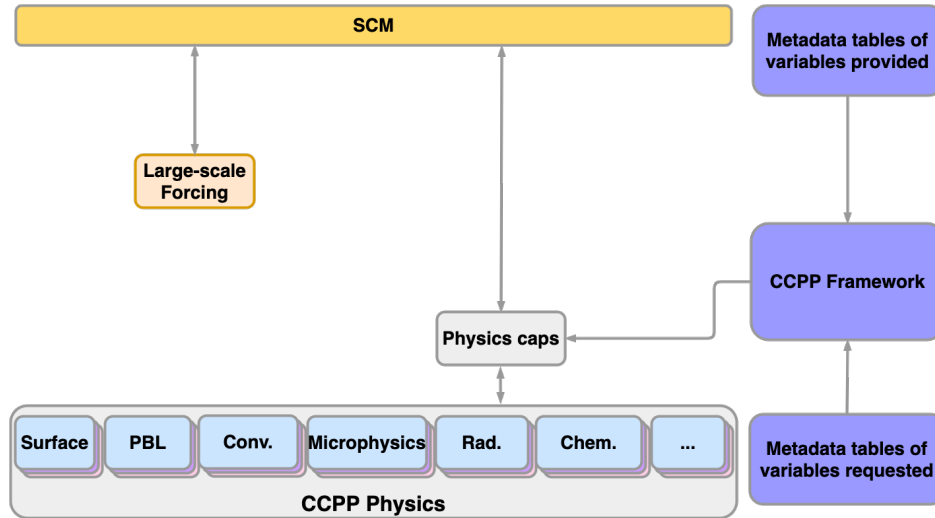 SCM
Metadata tables of
variables provided
Large-scale
Forcing
CCPP Framework
Physics caps
Surface
PBL
Conv.
Microphysics
Rad.
Chem.
...
CCPP Physics
Metadata tables of
variables requested